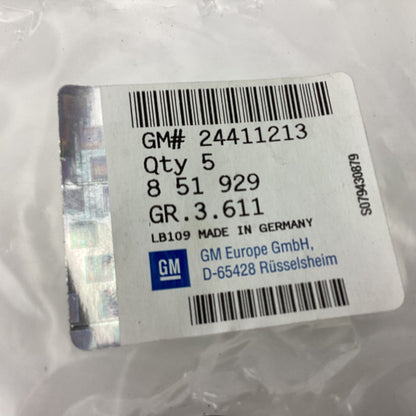 GM# 24411213
Qty 5
8 51 929
GR.3.611
LB109 MADE IN GERMANY
GM
GM Europe GmbH,
D-65428 Rüsselsheim
S079430879